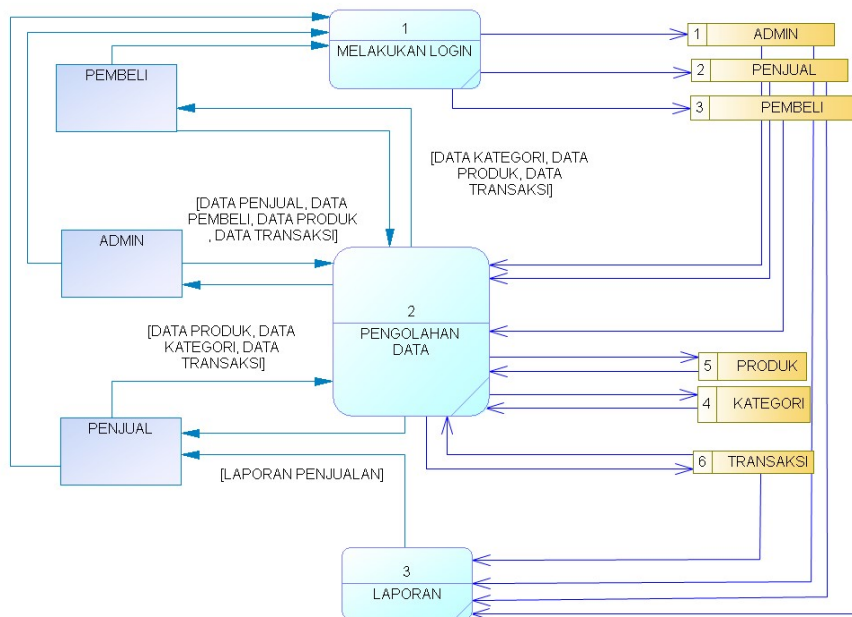 1
MELAKUKAN LOGIN
1 ADMIN
2 PENJUAL
3 PEMBELI
PEMBELI
[DATA KATEGORI, DATA
PRODUK, DATA
TRANSAKSI]
[DATA PENJUAL, DATA
PEMBELI, DATA PRODUK
, DATA TRANSAKSI]
ADMIN
2
PENGOLAHAN
DATA
[DATA PRODUK, DATA
KATEGORI, DATA
TRANSAKSI]
5 PRODUK
4 KATEGORI
PENJUAL
6 TRANSAKSI
[LAPORAN PENJUALAN]
3
LAPORAN